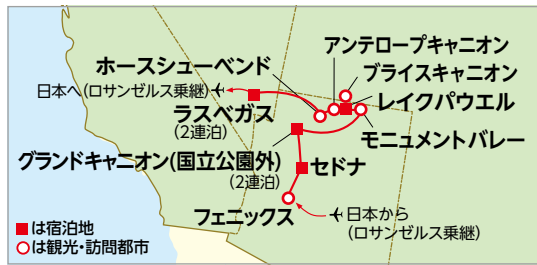 アンテロープキャニオン
ホースシューベンド
ブライスキャニオン
日本へ(ロサンゼルス乗継)
レイクパウエル
ラスベガス
(2連泊)
モニュメントバレー
グランドキャニオン(国立公園外)
(2連泊)
セドナ
フェニックス
日本から
(ロサンゼルス乗継)
は宿泊地
は観光・訪問都市